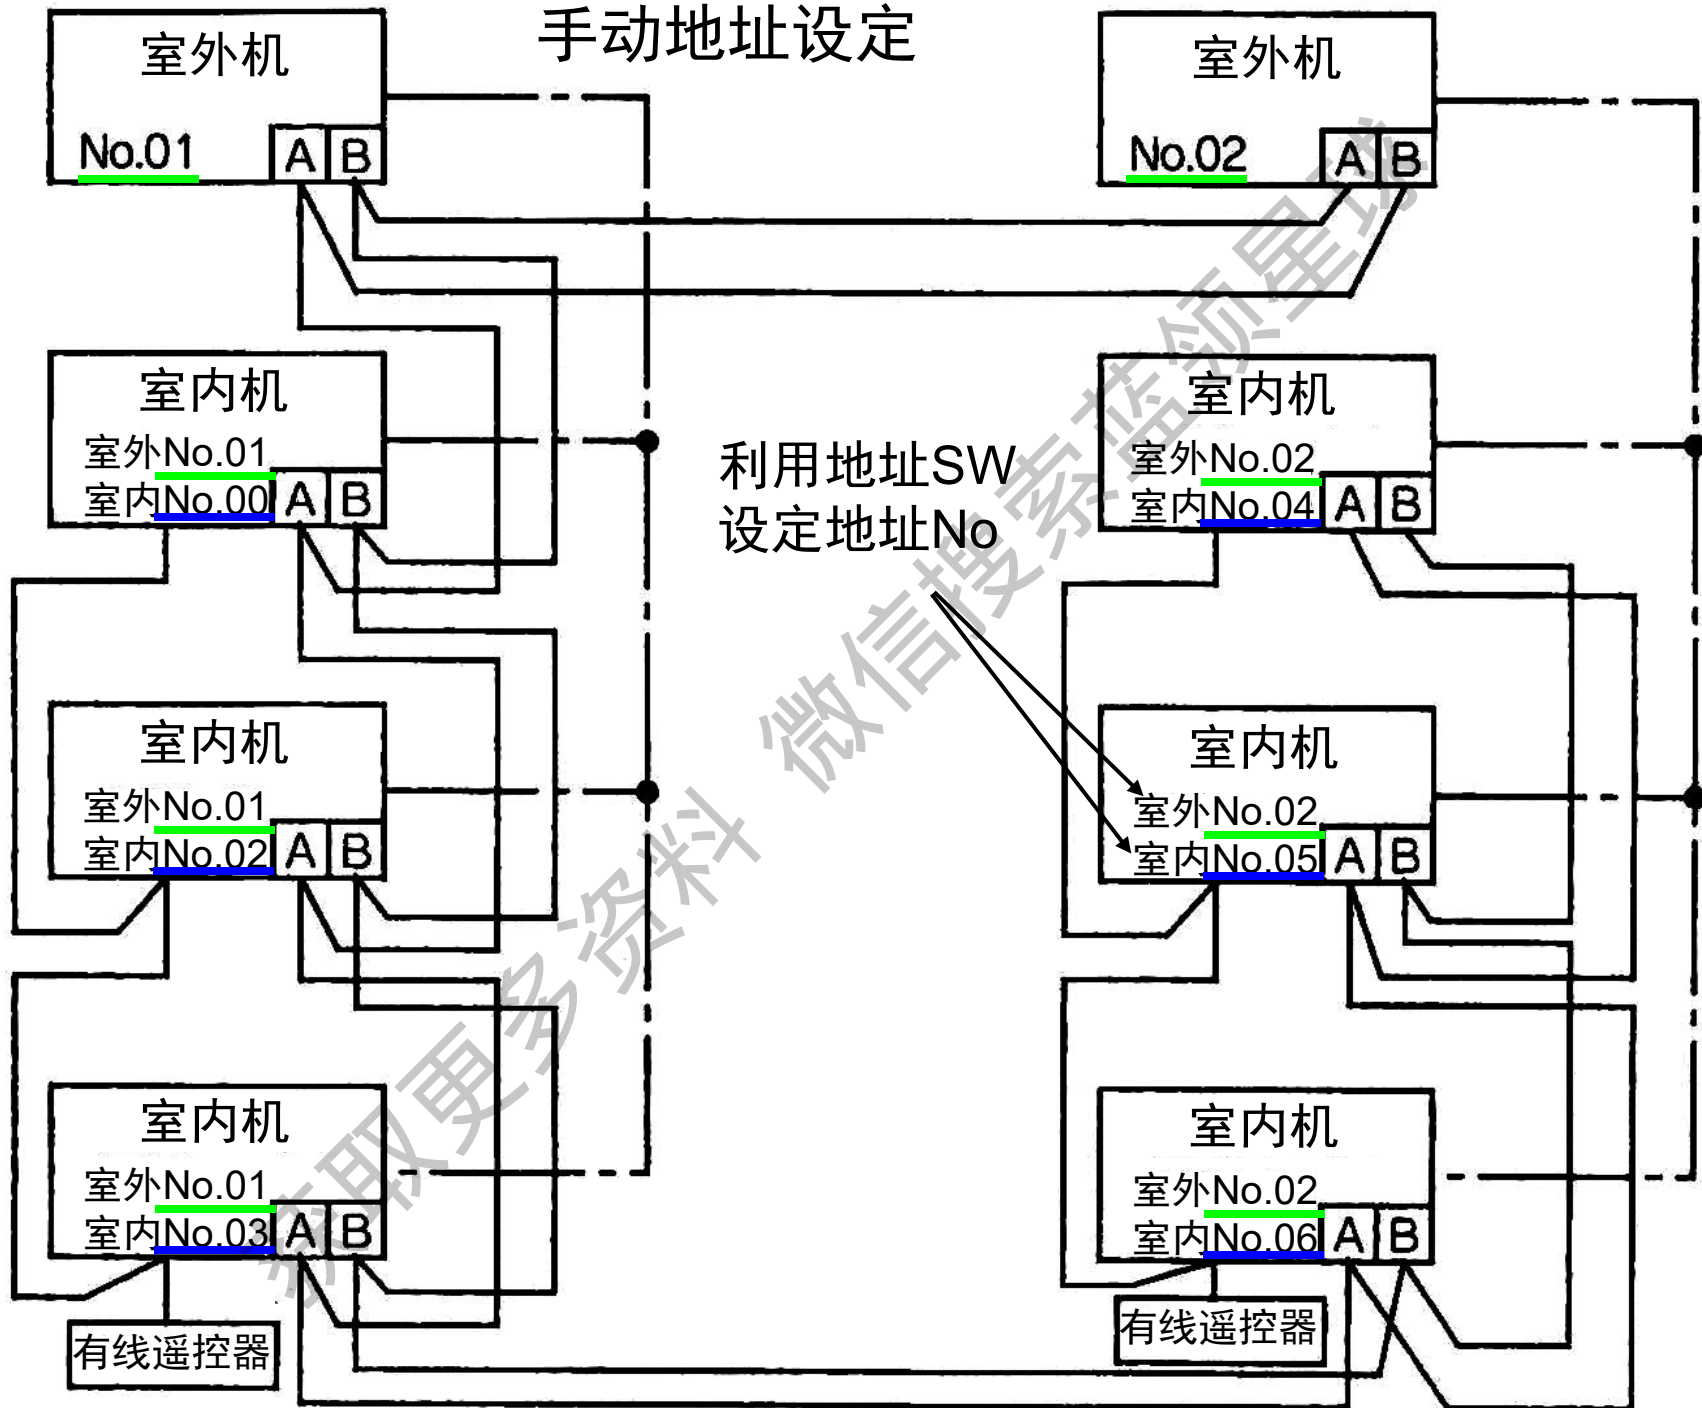 手动地址设定
室外机
No.01
A B
室外机
No.02
A B
室内机
室外No.01
室内No.00
A B
利用地址SW
设定地址No
室内机
室外No.02
室内No.04
A B
室内机
室外No.01
室内No.02
A B
室内机
室外No.02
室内No.05
A B
室内机
室外No.01
室内No.03
A B
有线遥控器
室内机
室外No.02
室内No.06
A B
有线遥控器
获取更多资料 微信搜索蓝领星球